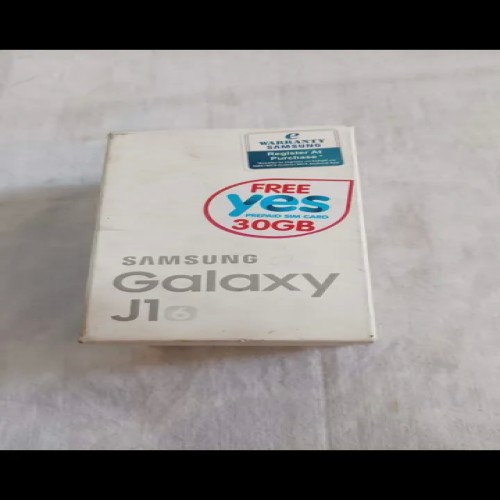 e
WARRANTY
SAMSUNG
Register At
Purchase*
FREE
yes
PREPAID SIM CARD
30GB
SAMSUNG
Galaxy
J1 6